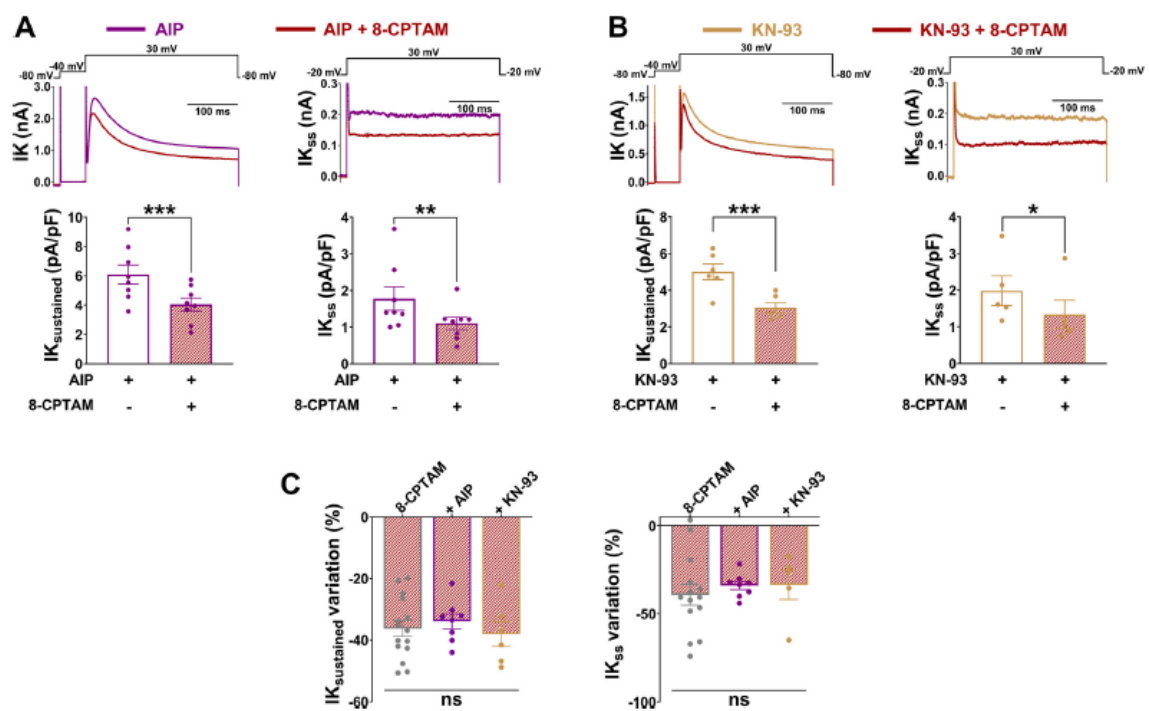 A
AIP
AIP + 8-CPTAM
-80 mV
-40 mV
30 mV
-80 mV
3.0
2.0
1.0
0.0
IK (nA)
100 ms
-20 mV
30 mV
-20 mV
0.3
0.2
0.1
0.0
IKss (nA)
100 ms
10
8
6
4
2
0
IKsustained (pA/pF)
***
AIP + +
8-CPTAM - +
4
3
2
1
0
IKss (pA/pF)
**
AIP + +
8-CPTAM - +
B
KN-93
KN-93 + 8-CPTAM
-80 mV
-40 mV
30 mV
-80 mV
1.5
1.0
0.5
0.0
IK (nA)
100 ms
-20 mV
30 mV
-20 mV
0.3
0.2
0.1
0.0
IKss (nA)
100 ms
8
6
4
2
0
IKsustained (pA/pF)
***
KN-93 + +
8-CPTAM - +
4
3
2
1
0
IKss (pA/pF)
*
KN-93 + +
8-CPTAM - +
C
8-CPTAM
+ AIP
+ KN-93
0
-20
-40
-60
IKsustained variation (%)
ns
8-CPTAM
+ AIP
+ KN-93
0
-50
-100
IKss variation (%)
ns